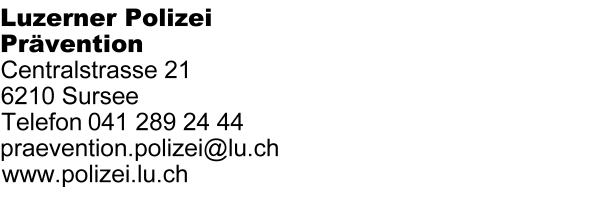 Luzerner Polizei
Prävention
Centralstrasse 21
6210 Sursee
Telefon 041 289 24 44
praevention.polizei@lu.ch
www.polizei.lu.ch